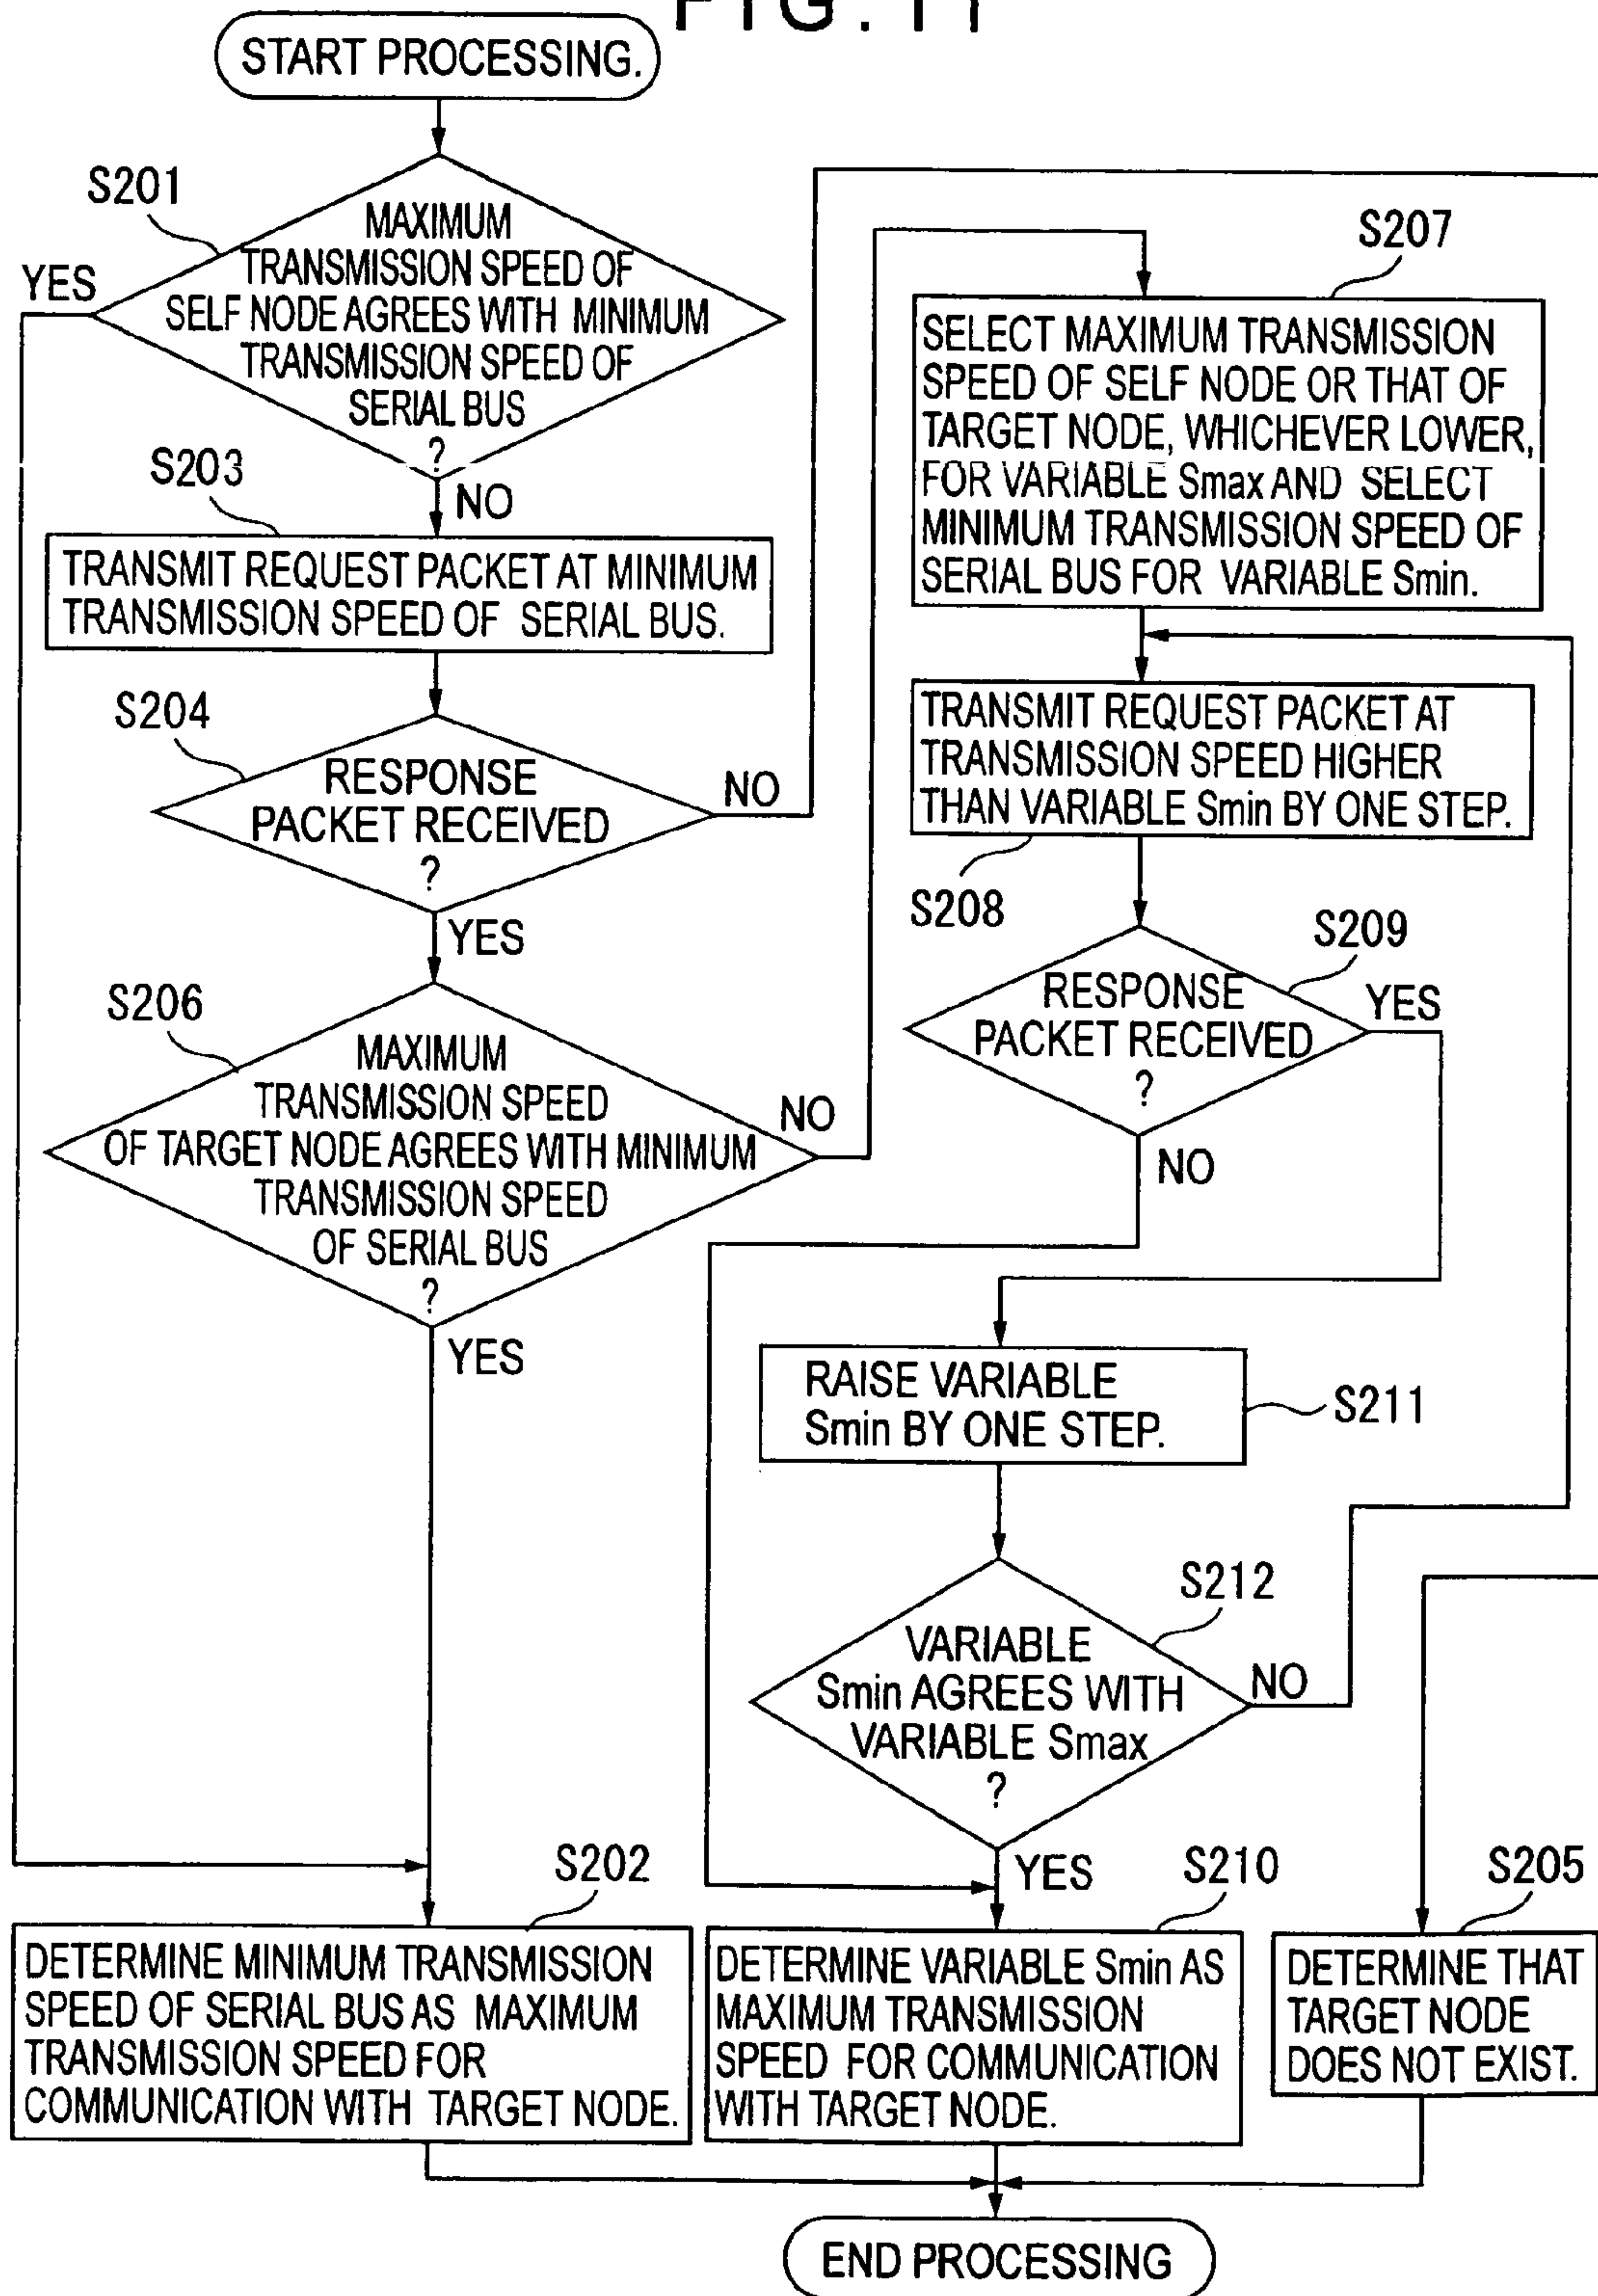 FIG. 11
START PROCESSING.
S201
MAXIMUM
TRANSMISSION SPEED OF
SELF NODE AGREES WITH MINIMUM
TRANSMISSION SPEED OF
SERIAL BUS
?
YES
NO
S203
TRANSMIT REQUEST PACKET AT MINIMUM
TRANSMISSION SPEED OF SERIAL BUS.
S204
RESPONSE
PACKET RECEIVED
?
NO
YES
S206
MAXIMUM
TRANSMISSION SPEED
OF TARGET NODE AGREES WITH MINIMUM
TRANSMISSION SPEED
OF SERIAL BUS
?
NO
YES
S207
SELECT MAXIMUM TRANSMISSION
SPEED OF SELF NODE OR THAT OF
TARGET NODE, WHICHEVER LOWER,
FOR VARIABLE Smax AND SELECT
MINIMUM TRANSMISSION SPEED OF
SERIAL BUS FOR VARIABLE Smin.
TRANSMIT REQUEST PACKET AT
TRANSMISSION SPEED HIGHER
THAN VARIABLE Smin BY ONE STEP.
S208
S209
RESPONSE
PACKET RECEIVED
?
YES
NO
RAISE VARIABLE
Smin BY ONE STEP.
S211
S212
VARIABLE
Smin AGREES WITH
VARIABLE Smax
?
NO
YES
S202
DETERMINE MINIMUM TRANSMISSION
SPEED OF SERIAL BUS AS MAXIMUM
TRANSMISSION SPEED FOR
COMMUNICATION WITH TARGET NODE.
S210
DETERMINE VARIABLE Smin AS
MAXIMUM TRANSMISSION
SPEED FOR COMMUNICATION
WITH TARGET NODE.
S205
DETERMINE THAT
TARGET NODE
DOES NOT EXIST.
END PROCESSING